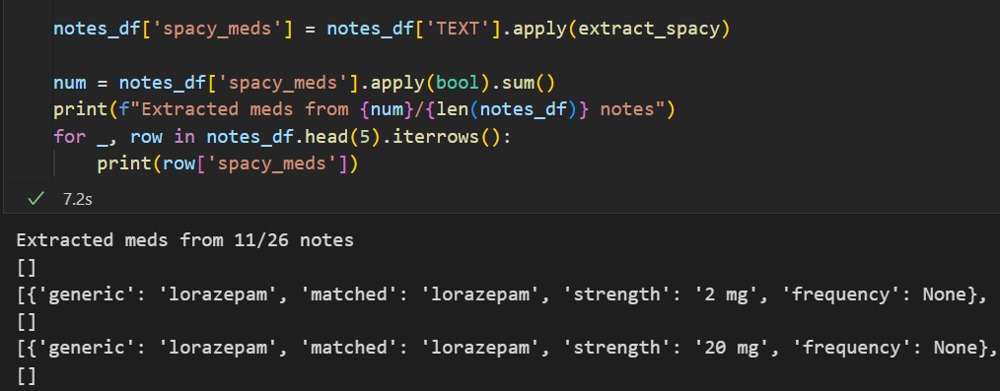 notes_df['spacy_meds'] = notes_df['TEXT'].apply(extract_spacy)
num = notes_df['spacy_meds'].apply(bool).sum()
print(f"Extracted meds from {num}/{len(notes_df)} notes")
for _, row in notes_df.head(5).iterrows():
    print(row['spacy_meds'])
7.2s
Extracted meds from 11/26 notes
[]
[{'generic': 'lorazepam', 'matched': 'lorazepam', 'strength': '2 mg', 'frequency': None},
[]
[{'generic': 'lorazepam', 'matched': 'lorazepam', 'strength': '20 mg', 'frequency': None},
[]